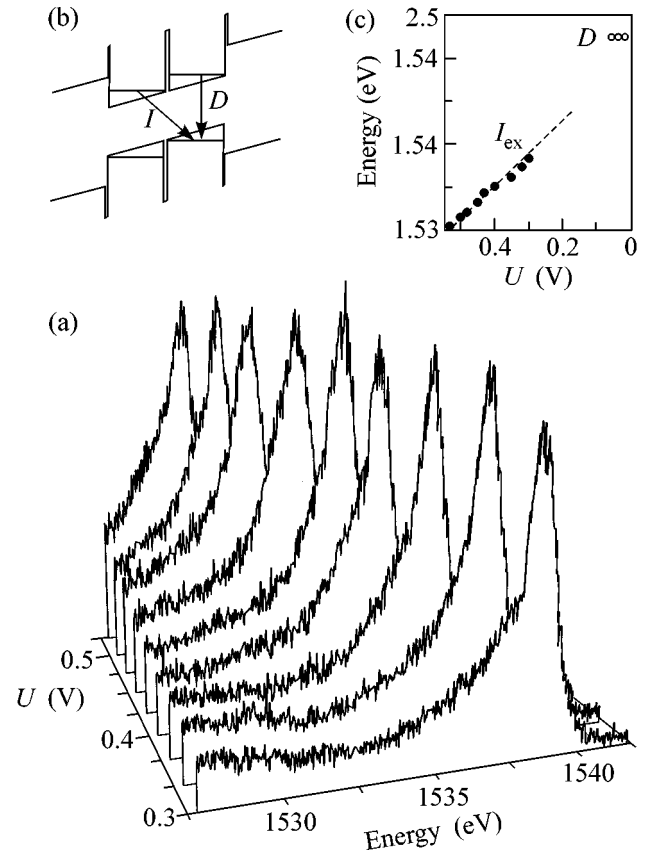 (b)
I
D
(c)
2.5
1.54
1.54
1.53
Energy (eV)
D
I_ex
0.4
0.2
0
U (V)
(a)
0.5
0.4
0.3
U (V)
1530
1535
1540
Energy (eV)